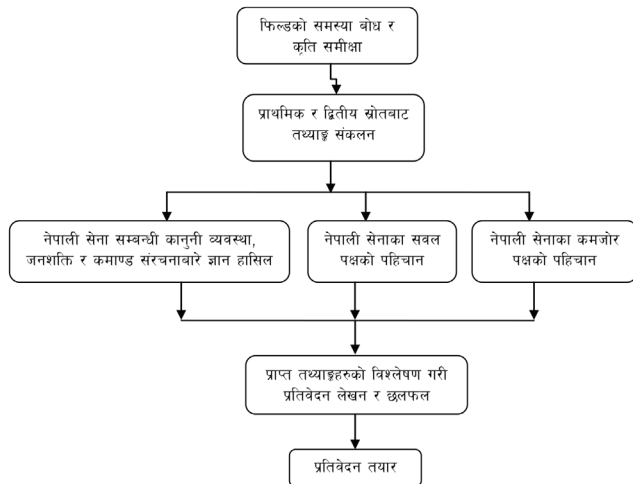 फिल्डको समस्या बोध र
कृति समीक्षा
प्राथमिक र द्वितीय स्रोतबाट
तथ्याङ्क संकलन
नेपाली सेना सम्बन्धी कानुनी व्यवस्था,
जनशक्ति र कमाण्ड संरचनाबारे ज्ञान हासिल
नेपाली सेनाका सवल
पक्षको पहिचान
नेपाली सेनाका कमजोर
पक्षको पहिचान
प्राप्त तथ्याङ्कहरुको विश्लेषण गरी
प्रतिवेदन लेखन र छलफल
प्रतिवेदन तयार